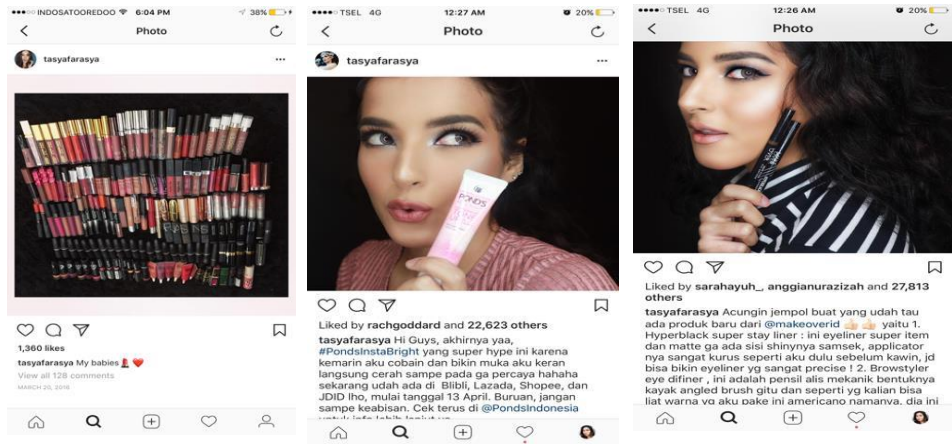 INDOSATOOREDOO 6:04 PM 38%
Photo
tasyafarasya
1,360 likes
tasyafarasya My babies
View all 128 comments
MARCH 20, 2016
TSEL 4G 12:27 AM 20%
Photo
tasyafarasya
POND'S
Liked by rachgoddard and 22,623 others
tasyafarasya Hi Guys, akhirnya yaa,
#PondsInstaBright yang super hype ini karena
kemarin aku cobain dan bikin muka aku keran
langsung cerah sampe pada ga percaya hahaha
sekarang udah ada di Blibli, Lazada, Shopee, dan
JDID lho, mulai tanggal 13 April. Buruan, jangan
sampe keabisan. Cek terus di @PondsIndonesia
TSEL 4G 12:26 AM 20%
Photo
Liked by sarahayuh_, anggianurazizah and 27,813
others
tasyafarasya Acungin jempol buat yang udah tau
ada produk baru dari @makeoverid yaitu 1.
Hyperblack super stay liner : ini eyeliner super item
dan matte ga ada sisi shinynya samsek, applicator
nya sangat kurus seperti aku dulu sebelum kawin, jd
bisa bikin eyeliner yg sangat precise ! 2. Browstyler
eye difiner , ini adalah pensil alis mekanik bentuknya
kayak angled brush gitu dan seperti yg kalian bisa
liat warna yg aku pake ini americano namanya, dia ini